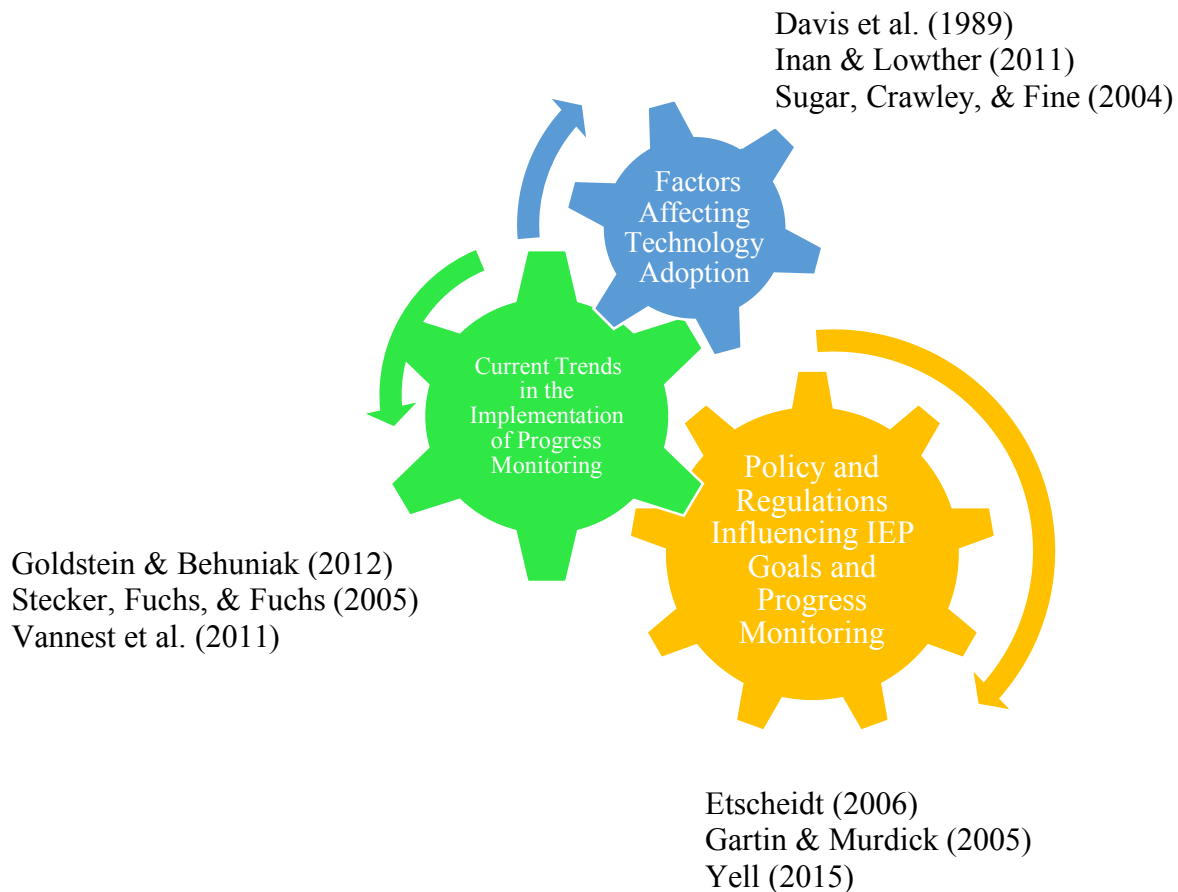 Davis et al. (1989)
Inan & Lowther (2011)
Sugar, Crawley, & Fine (2004)
Factors
Affecting
Technology
Adoption
Current Trends
in the
Implementation
of Progress
Monitoring
Policy and
Regulations
Influencing IEP
Goals and
Progress
Monitoring
Goldstein & Behuniak (2012)
Stecker, Fuchs, & Fuchs (2005)
Vannest et al. (2011)
Etscheidt (2006)
Gartin & Murdick (2005)
Yell (2015)